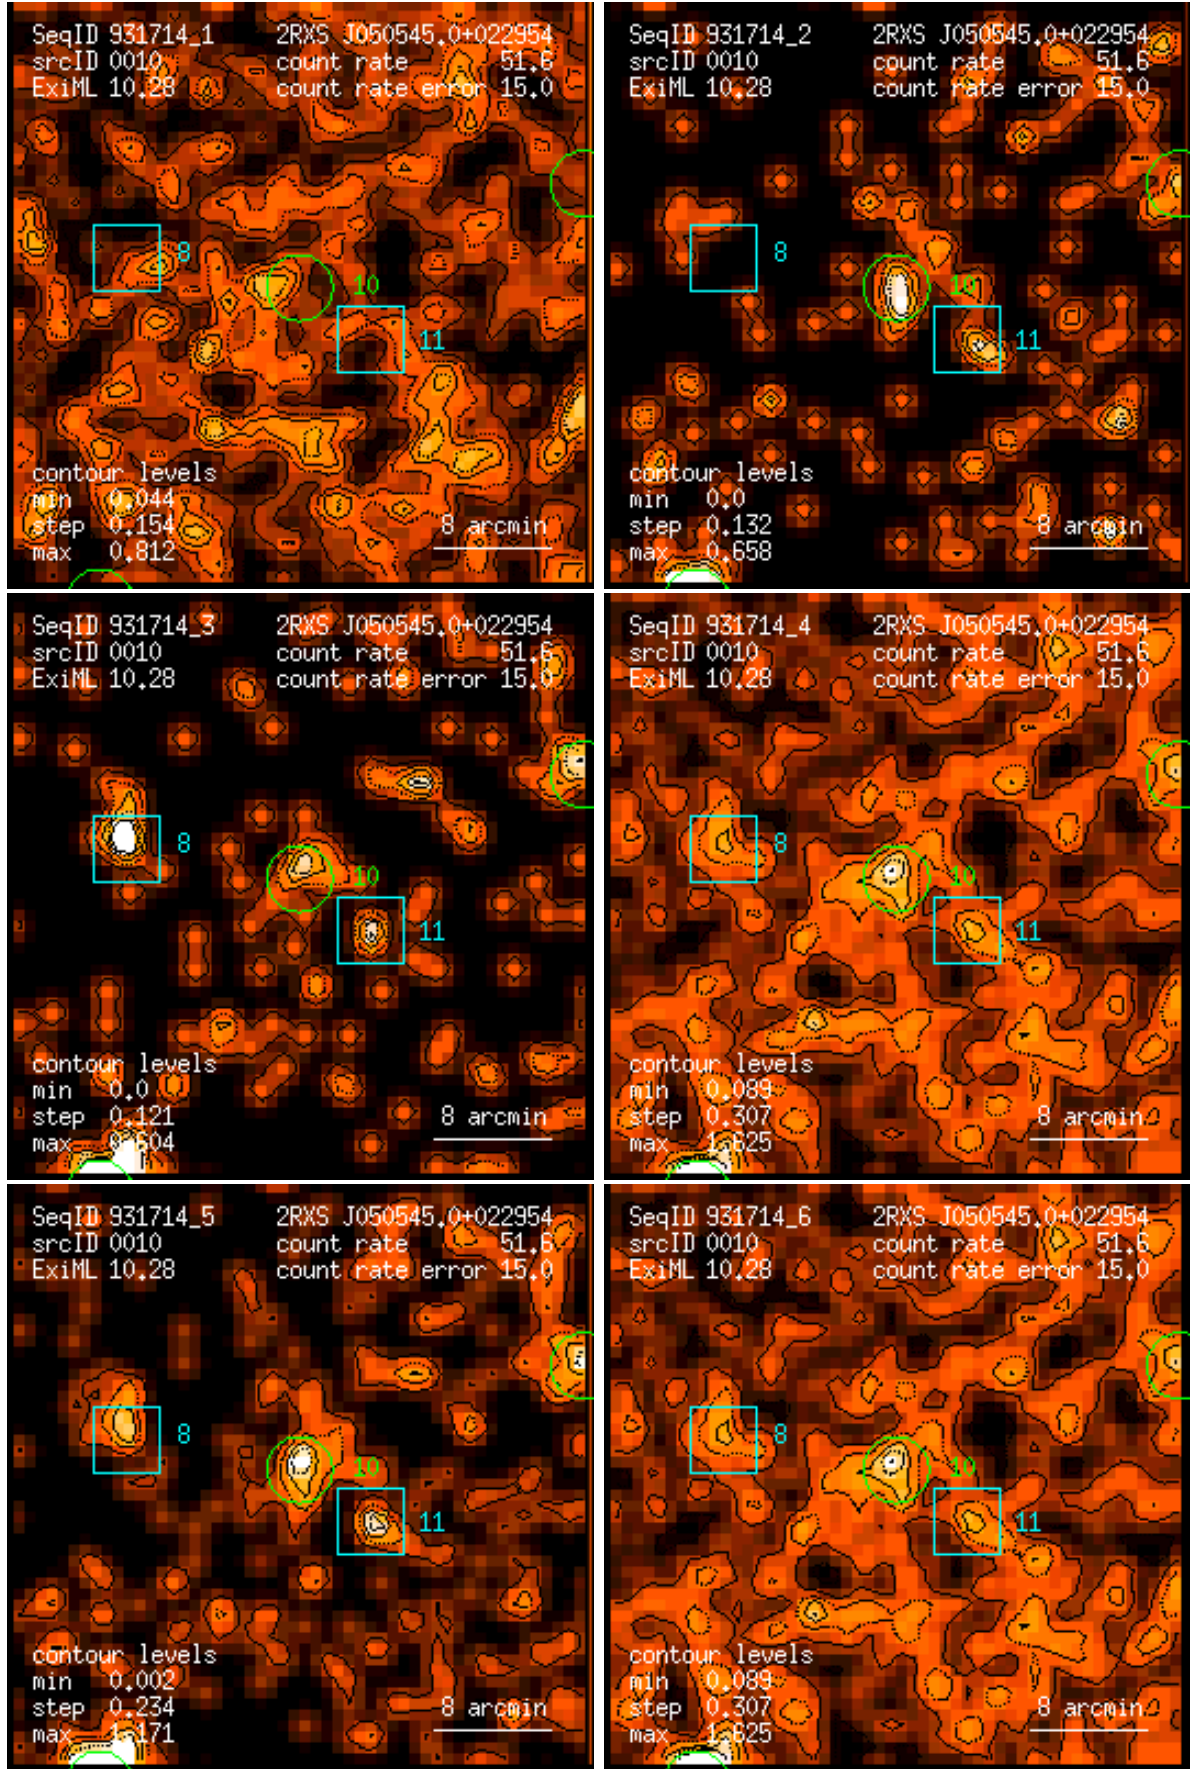 SeqID 931714_1 2RXS J050545.0+022954
srcID 0010 count rate 51.6
ExiML 10.28 count rate error 15.0
8
10
11
contour levels
min 0.044
step 0.154 8 arcmin
max 0.812
SeqID 931714_2 2RXS J050545.0+022954
srcID 0010 count rate 51.6
ExiML 10.28 count rate error 15.0
8
10
11
contour levels
min 0.0
step 0.132 8 arcmin
max 0.658
SeqID 931714_3 2RXS J050545.0+022954
srcID 0010 count rate 51.6
ExiML 10.28 count rate error 15.0
8
10
11
contour levels
min 0.0
step 0.121 8 arcmin
max 0.604
SeqID 931714_4 2RXS J050545.0+022954
srcID 0010 count rate 51.6
ExiML 10.28 count rate error 15.0
8
10
11
contour levels
min 0.089
step 0.307 8 arcmin
max 1.625
SeqID 931714_5 2RXS J050545.0+022954
srcID 0010 count rate 51.6
ExiML 10.28 count rate error 15.0
8
10
11
contour levels
min 0.002
step 0.234 8 arcmin
max 1.171
SeqID 931714_6 2RXS J050545.0+022954
srcID 0010 count rate 51.6
ExiML 10.28 count rate error 15.0
8
10
11
contour levels
min 0.089
step 0.307 8 arcmin
max 1.625